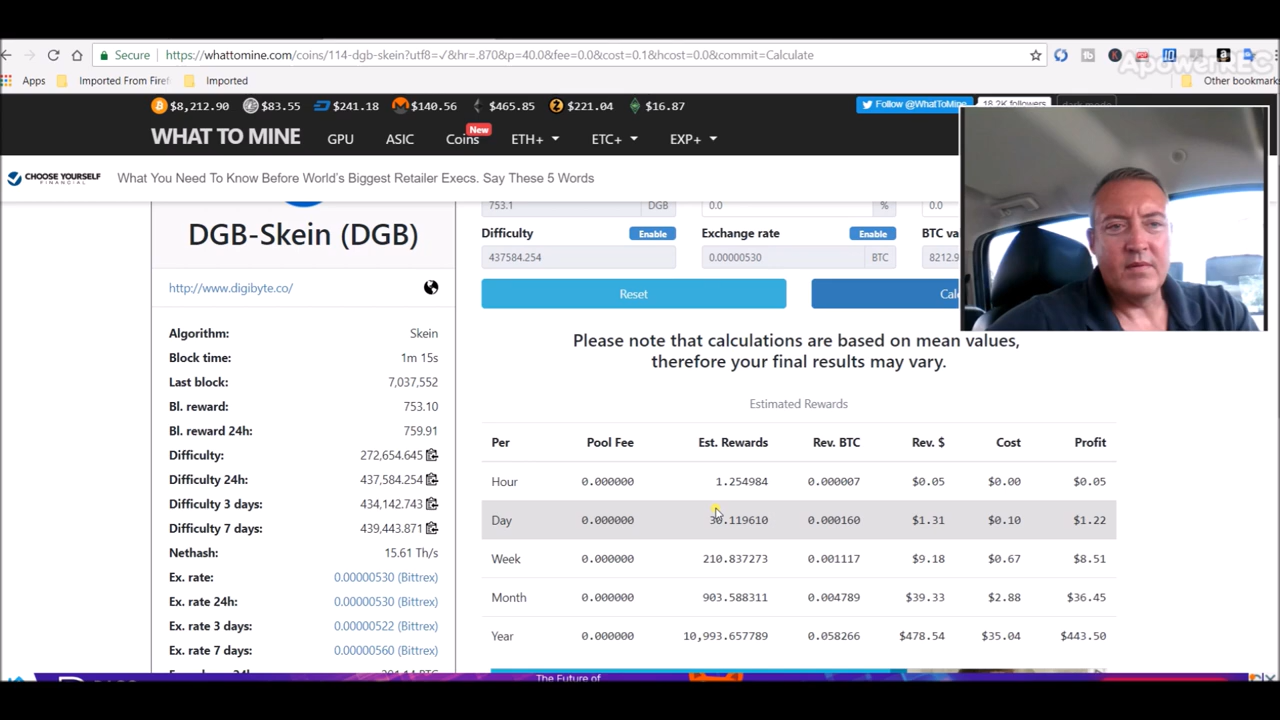 Secure https://whattomine.com/coins/114-dgb-skein?utf8=✓&hr=.870&p=40.0&fee=0.0&cost=0.1&hcost=0.0&commit=Calculate
ApowerREC
Apps Imported From Firef Imported Other bookmarks
$8,212.90 $83.55 $241.18 $140.56 $465.85 $221.04 $16.87 Follow @WhatToMine 18.2K followers dark mode
WHAT TO MINE GPU ASIC Coins New ETH+ ETC+ EXP+
CHOOSE YOURSELF FINANCIAL What You Need To Know Before World's Biggest Retailer Execs. Say These 5 Words
753.1 DGB 0.0 % 0.0
DGB-Skein (DGB)
Difficulty Enable Exchange rate Enable BTC va
437584.254 0.00000530 BTC 8212.9
http://www.digibyte.co/
Reset Calc
Please note that calculations are based on mean values,
therefore your final results may vary.
Algorithm: Skein
Block time: 1m 15s
Last block: 7,037,552
Bl. reward: 753.10
Bl. reward 24h: 759.91
Difficulty: 272,654.645
Difficulty 24h: 437,584.254
Difficulty 3 days: 434,142.743
Difficulty 7 days: 439,443.871
Nethash: 15.61 Th/s
Ex. rate: 0.00000530 (Bittrex)
Ex. rate 24h: 0.00000530 (Bittrex)
Ex. rate 3 days: 0.00000522 (Bittrex)
Ex. rate 7 days: 0.00000560 (Bittrex)
Estimated Rewards
Per Pool Fee Est. Rewards Rev. BTC Rev. $ Cost Profit
Hour 0.000000 1.254984 0.000007 $0.05 $0.00 $0.05
Day 0.000000 30.119610 0.000160 $1.31 $0.10 $1.22
Week 0.000000 210.837273 0.001117 $9.18 $0.67 $8.51
Month 0.000000 903.588311 0.004789 $39.33 $2.88 $36.45
Year 0.000000 10,993.657789 0.058266 $478.54 $35.04 $443.50
The Future of